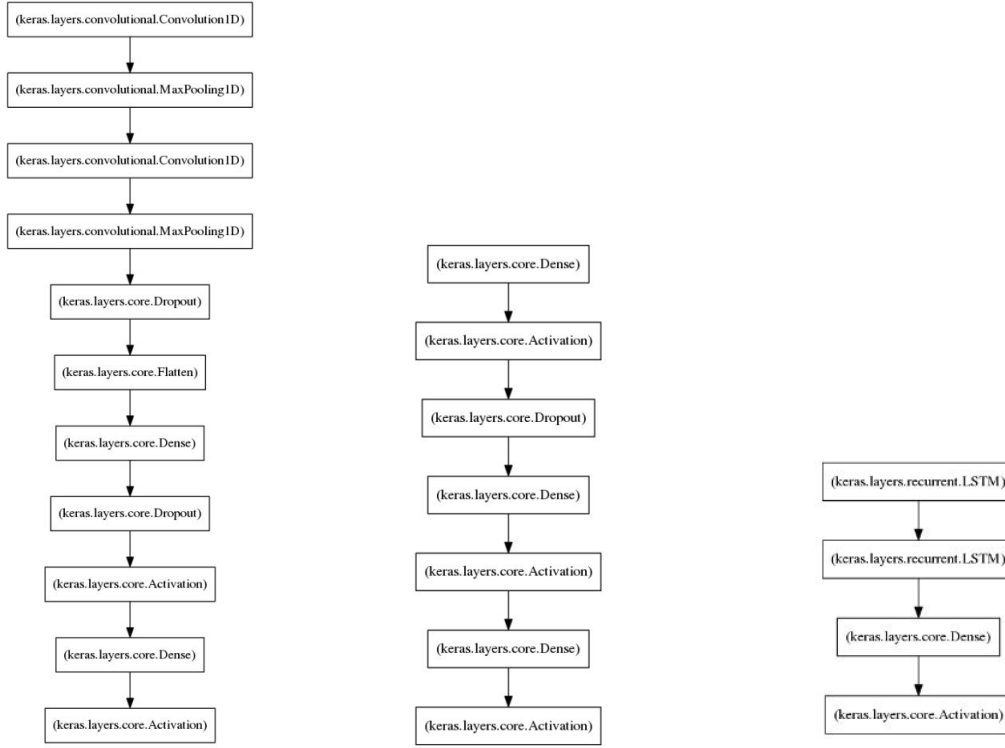 (keras.layers.convolutional.Convolution1D)
(keras.layers.convolutional.MaxPooling1D)
(keras.layers.convolutional.Convolution1D)
(keras.layers.convolutional.MaxPooling1D)
(keras.layers.core.Dropout)
(keras.layers.core.Flatten)
(keras.layers.core.Dense)
(keras.layers.core.Dropout)
(keras.layers.core.Activation)
(keras.layers.core.Dense)
(keras.layers.core.Activation)
(keras.layers.core.Dense)
(keras.layers.core.Activation)
(keras.layers.core.Dropout)
(keras.layers.core.Dense)
(keras.layers.core.Activation)
(keras.layers.core.Dense)
(keras.layers.core.Activation)
(keras.layers.recurrent.LSTM)
(keras.layers.recurrent.LSTM)
(keras.layers.core.Dense)
(keras.layers.core.Activation)